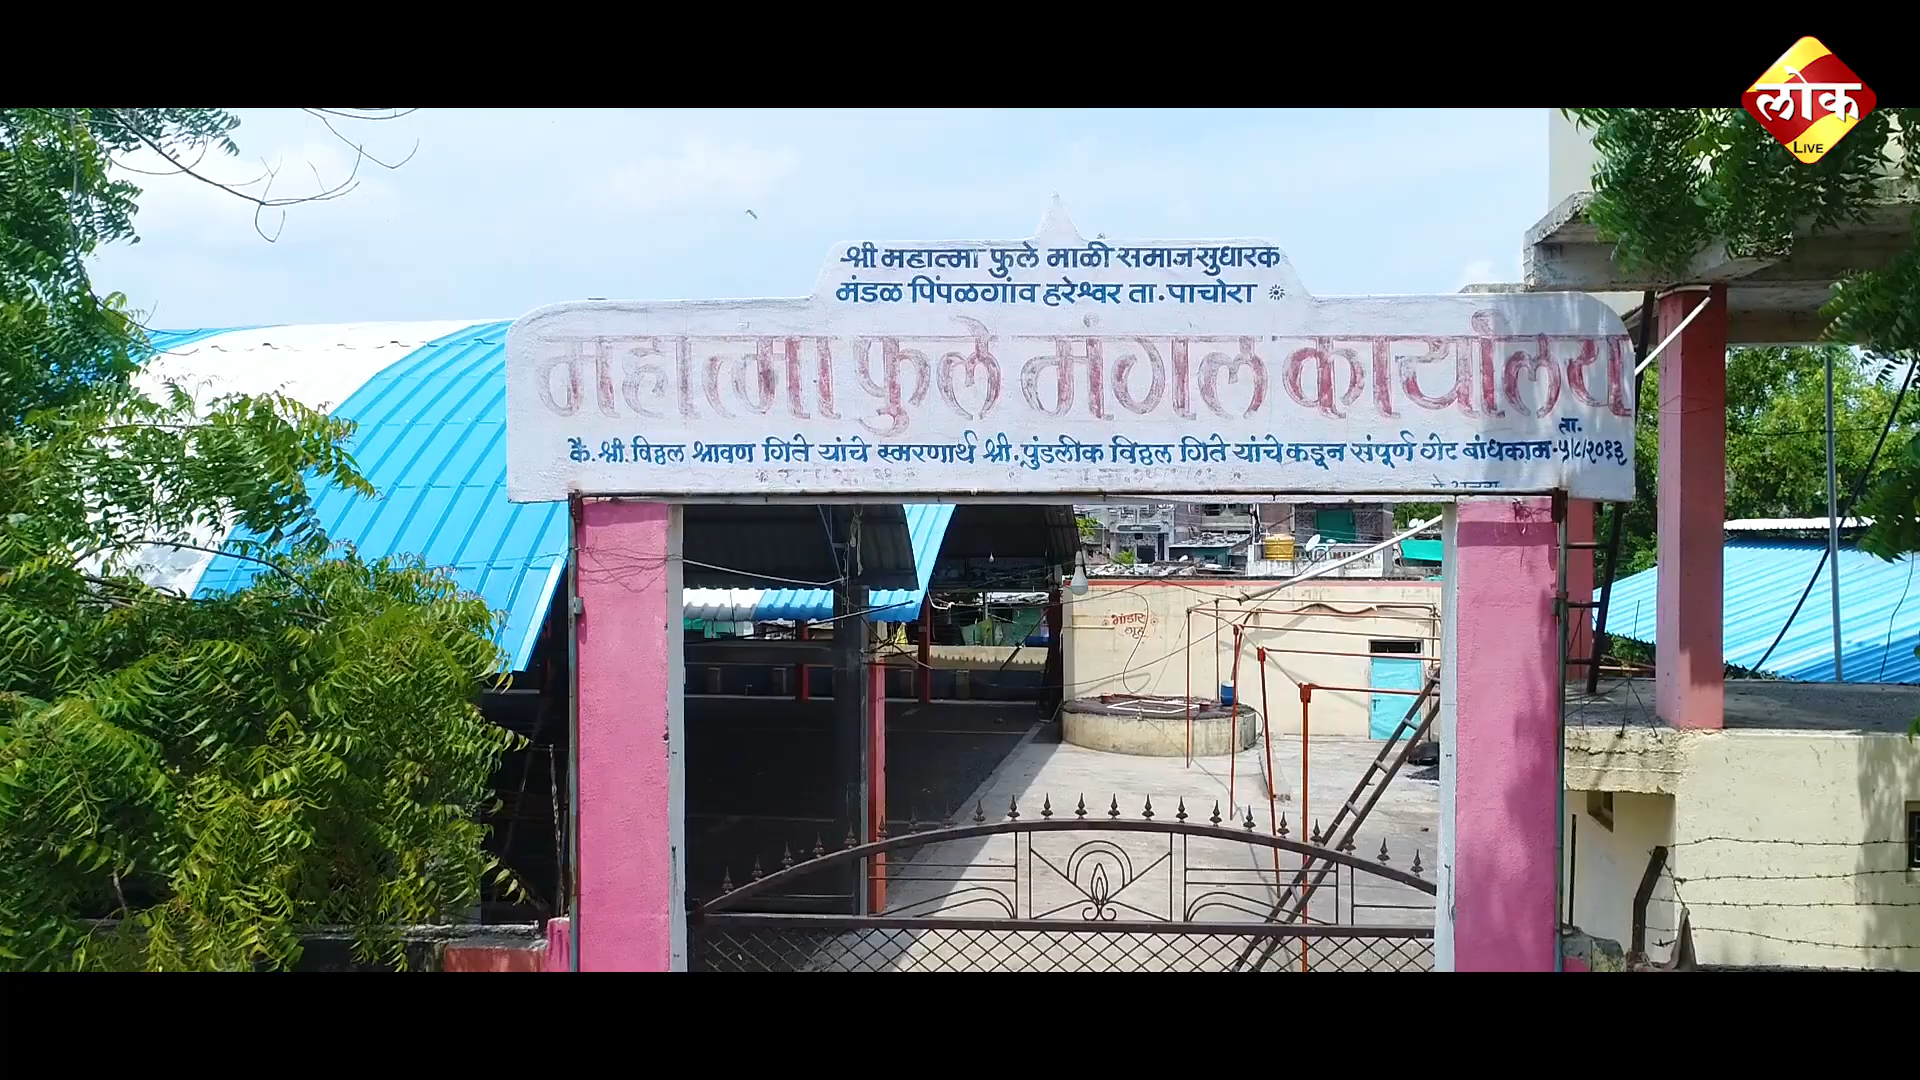 लोक
LIVE
श्री महात्मा फुले माळी समाजसुधारक
मंडळ पिंपळगांव हरेश्वर ता. पाचोरा
महात्मा फुले मंगल कार्यालय
कै. श्री. विठ्ठल श्रावण गिते यांचे स्मरणार्थ श्री. पुंडलीक विठ्ठल गिते यांचे कडून संपूर्ण गेट बांधकाम - ता. ५/८/२०१३
भांडार
गृह